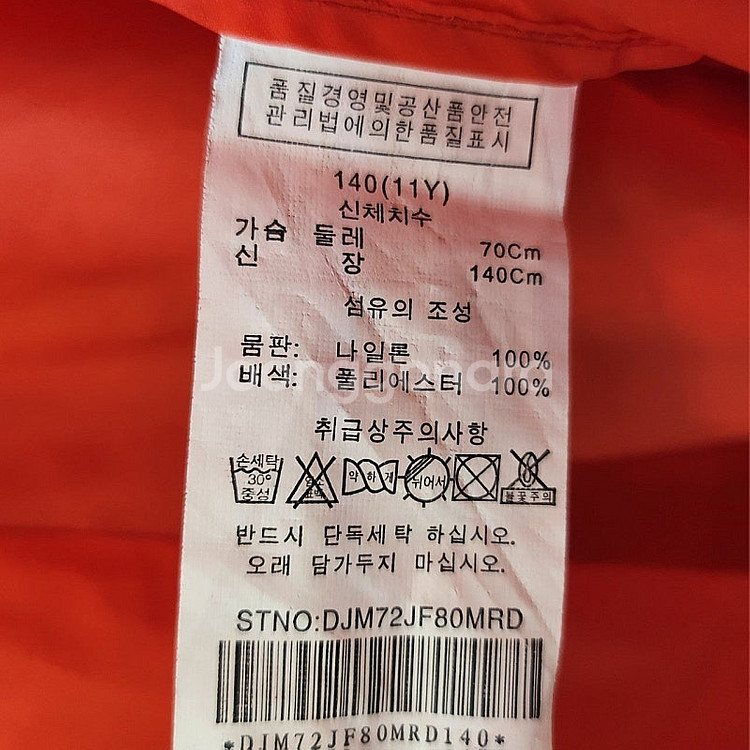 품질경영및공산품안전
관리법에의한품질표시
140(11Y)
신체치수
가슴 둘레 70Cm
신 장 140Cm
섬유의 조성
몸판: 나일론 100%
배색: 폴리에스터 100%
Joonggonara
취급상주의사항
손세탁 30° 중성 염소 표백 약하게 뉘어서 불꽃주의
반드시 단독세탁 하십시오.
오래 담가두지 마십시오.
STNO:DJM72JF80MRD
*DJM72JF80MRD140*